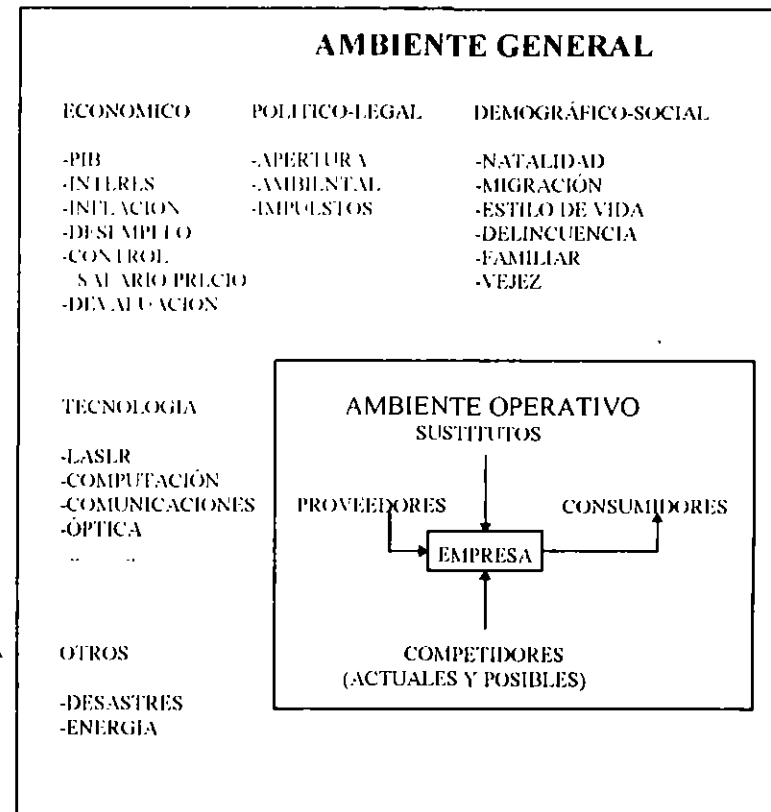 AMBIENTE GENERAL
ECONOMICO
-PIB
-INTERES
-INFLACION
-DESEMPLEO
-CONTROL
SALARIO PRECIO
-DEVALUACION
POLITICO-LEGAL
-APERTURA
-AMBIENTAL
-IMPUESTOS
DEMOGRÁFICO-SOCIAL
-NATALIDAD
-MIGRACIÓN
-ESTILO DE VIDA
-DELINCUENCIA
-FAMILIAR
-VEJEZ
TECNOLOGIA
-LASER
-COMPUTACIÓN
-COMUNICACIONES
-ÓPTICA
OTROS
-DESASTRES
-ENERGIA
AMBIENTE OPERATIVO
SUSTITUTOS
PROVEEDORES
CONSUMIDORES
EMPRESA
COMPETIDORES
(ACTUALES Y POSIBLES)